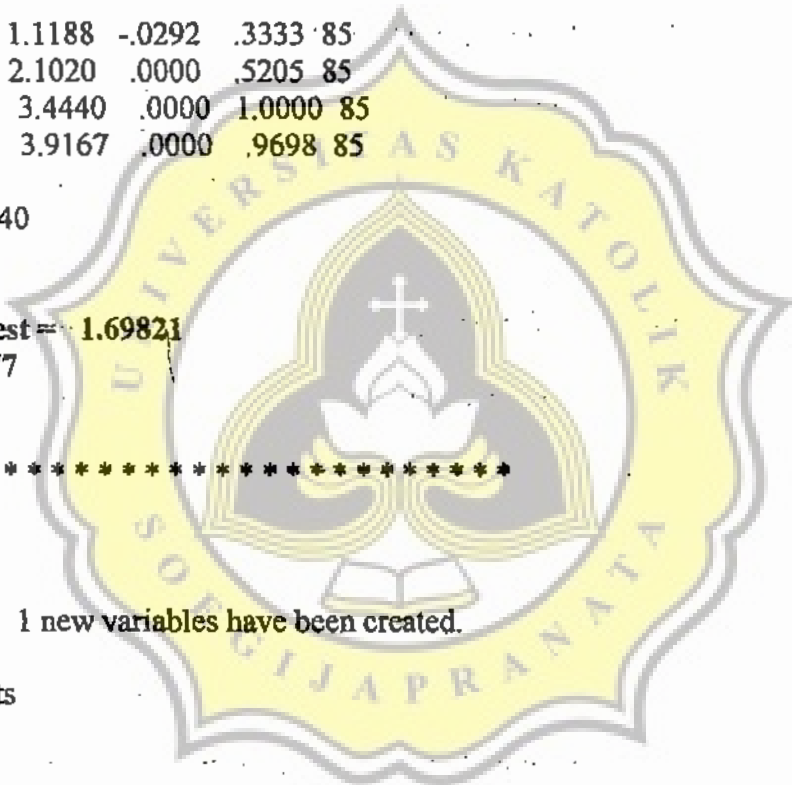 1.1188 -.0292 .3333 85
2.1020 .0000 .5205 85
3.4440 .0000 1.0000 85
3.9167 .0000 .9698 85
40
est = 1.69821
77
* * * * * * * * * * * * * * * * * * * * * *
1 new variables have been created.
ts
UNIVERSITAS KATOLIK
SOEGIJAPRANATA